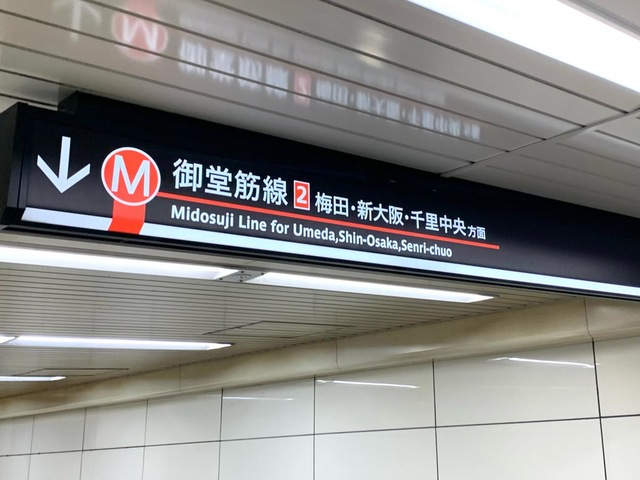 ↓ M 御堂筋線 2 梅田・新大阪・千里中央方面
Midosuji Line for Umeda,Shin-Osaka,Senri-chuo